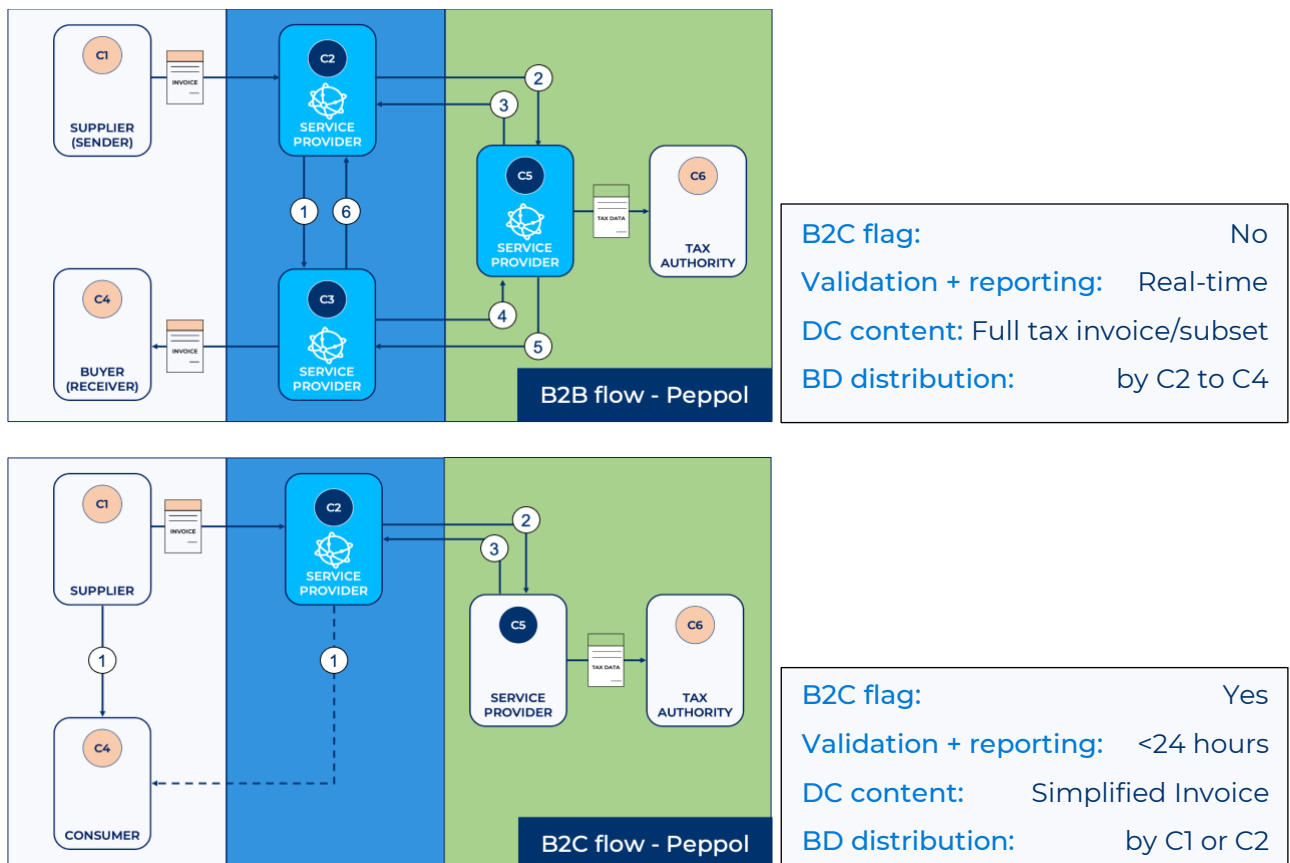 C1
INVOICE
SUPPLIER
(SENDER)
C2
SERVICE
PROVIDER
2
3
C5
SERVICE
PROVIDER
TAX DATA
C6
TAX
AUTHORITY
1
6
C4
INVOICE
BUYER
(RECEIVER)
C3
SERVICE
PROVIDER
4
5
B2B flow - Peppol
B2C flag: No
Validation + reporting: Real-time
DC content: Full tax invoice/subset
BD distribution: by C2 to C4
C1
INVOICE
SUPPLIER
C2
SERVICE
PROVIDER
2
3
C5
SERVICE
PROVIDER
TAX DATA
C6
TAX
AUTHORITY
1
1
C4
CONSUMER
B2C flow - Peppol
B2C flag: Yes
Validation + reporting: <24 hours
DC content: Simplified Invoice
BD distribution: by C1 or C2